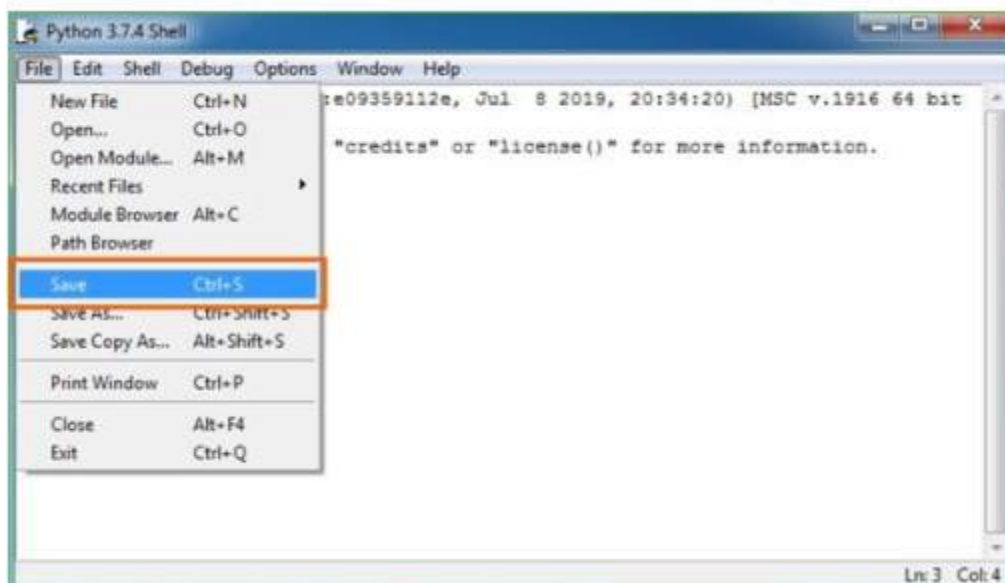 Python 3.7.4 Shell
File Edit Shell Debug Options Window Help
New File Ctrl+N
:e09359112e, Jul 8 2019, 20:34:20) [MSC v.1916 64 bit
Open... Ctrl+O
"credits" or "license()" for more information.
Open Module... Alt+M
Recent Files
Module Browser Alt+C
Path Browser
Save Ctrl+S
Save As... Ctrl+Shift+S
Save Copy As... Alt+Shift+S
Print Window Ctrl+P
Close Alt+F4
Exit Ctrl+Q
Ln: 3 Col: 4